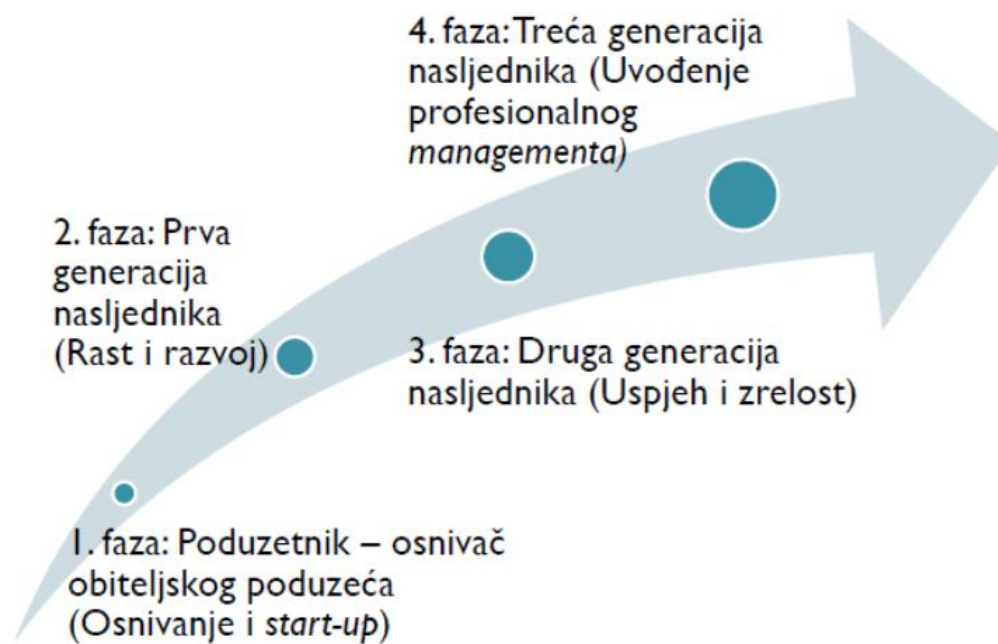 4. faza: Treća generacija
nasljednika (Uvođenje
profesionalnog
managementa)
2. faza: Prva
generacija
nasljednika
(Rast i razvoj)
3. faza: Druga generacija
nasljednika (Uspjeh i zrelost)
1. faza: Poduzetnik – osnivač
obiteljskog poduzeća
(Osnivanje i start-up)